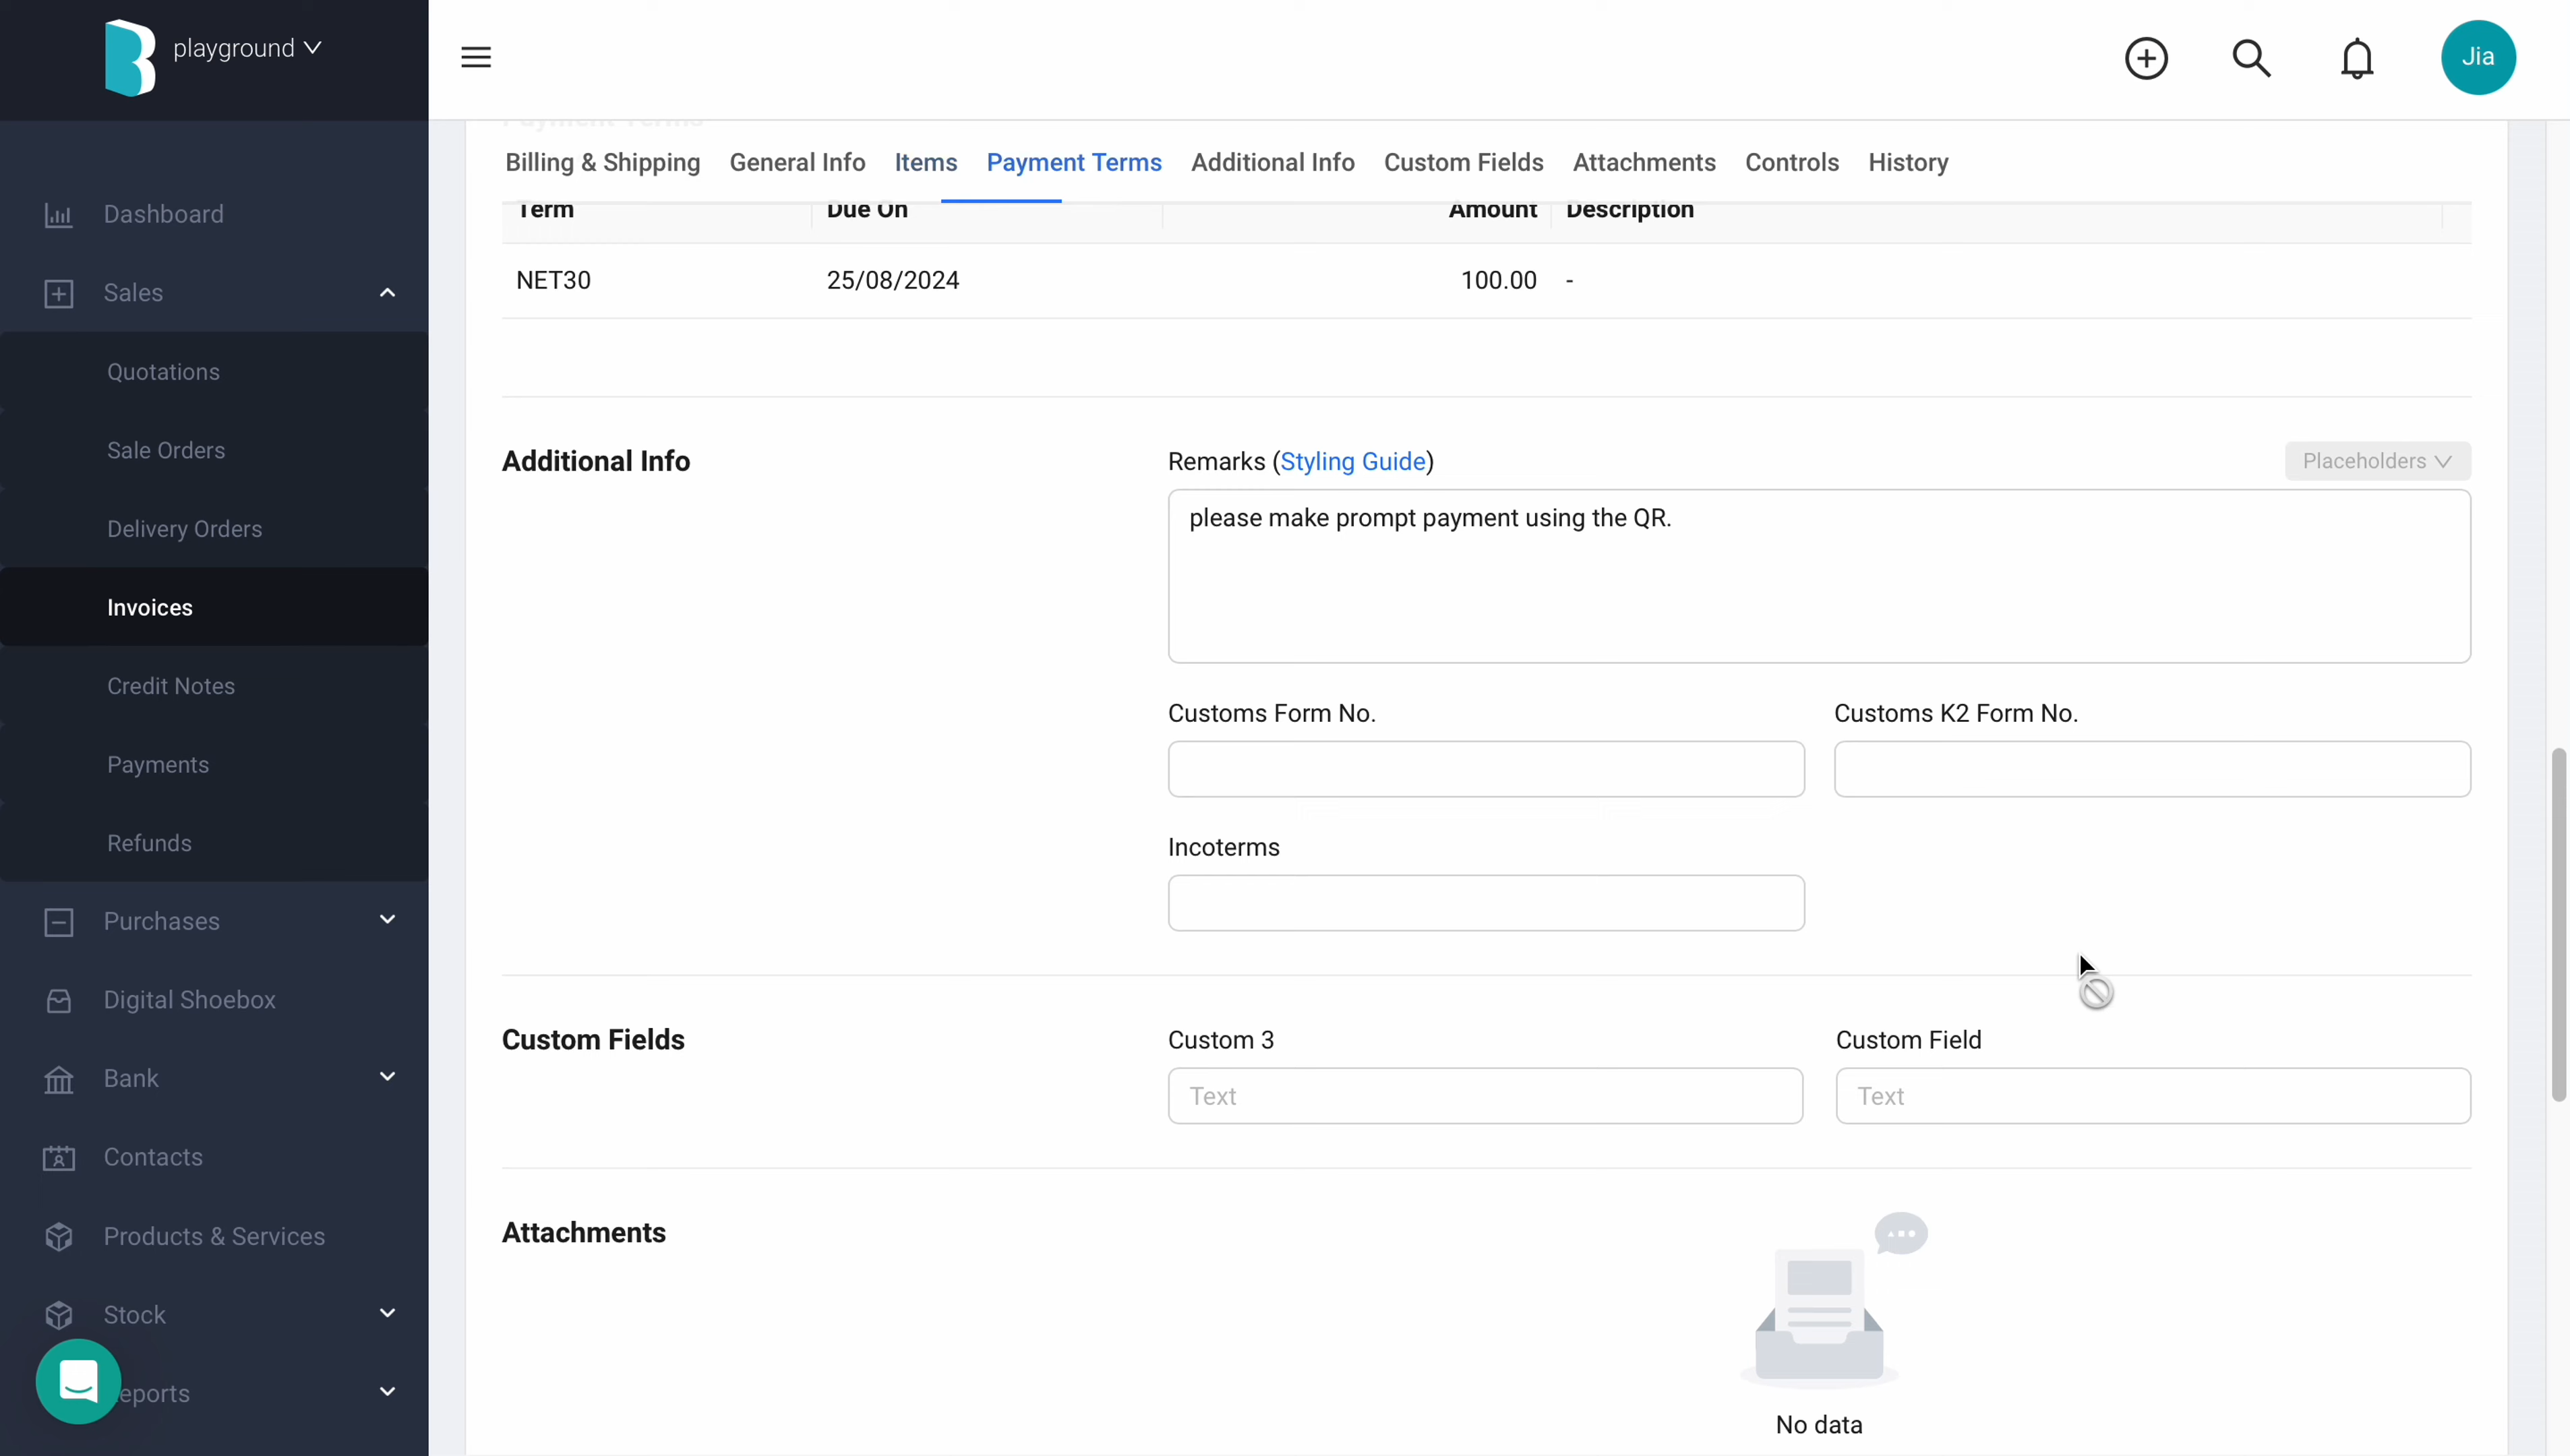 playground
Jia
Dashboard
Sales
Quotations
Sale Orders
Delivery Orders
Invoices
Credit Notes
Payments
Refunds
Purchases
Digital Shoebox
Bank
Contacts
Products & Services
Stock
eports
Payment Terms
Billing & Shipping General Info Items Payment Terms Additional Info Custom Fields Attachments Controls History
Term Due On Amount Description
NET30 25/08/2024 100.00 -
Additional Info
Remarks (Styling Guide)
Placeholders
please make prompt payment using the QR.
Customs Form No. Customs K2 Form No.
Incoterms
Custom Fields
Custom 3 Custom Field
Text Text
Attachments
No data